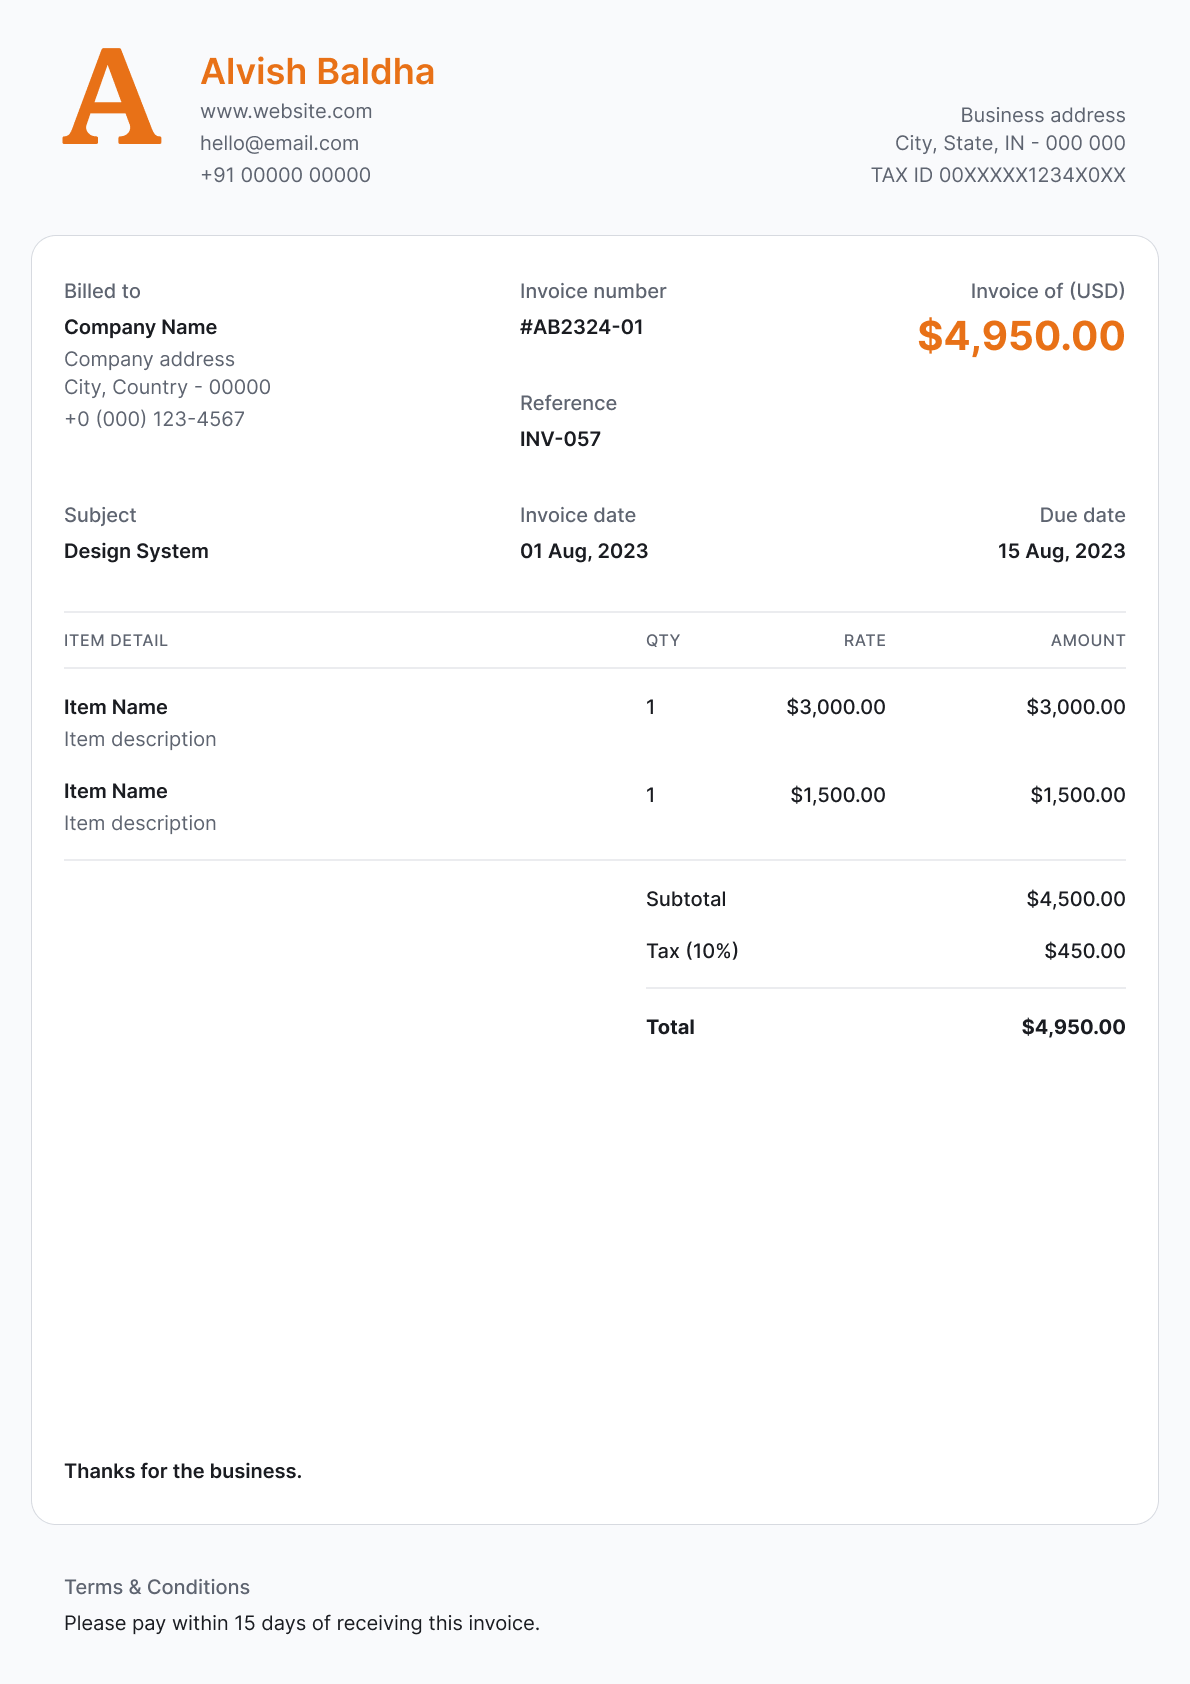 A
Alvish Baldha
www.website.com
hello@email.com
+91 00000 00000
Business address
City, State, IN - 000 000
TAX ID 00XXXXX1234X0XX
Billed to
Company Name
Company address
City, Country - 00000
+0 (000) 123-4567
Invoice number
#AB2324-01
Reference
INV-057
Invoice of (USD)
$4,950.00
Subject
Design System
Invoice date
01 Aug, 2023
Due date
15 Aug, 2023
ITEM DETAIL QTY RATE AMOUNT
Item Name 1 $3,000.00 $3,000.00
Item description
Item Name 1 $1,500.00 $1,500.00
Item description
Subtotal $4,500.00
Tax (10%) $450.00
Total $4,950.00
Thanks for the business.
Terms & Conditions
Please pay within 15 days of receiving this invoice.